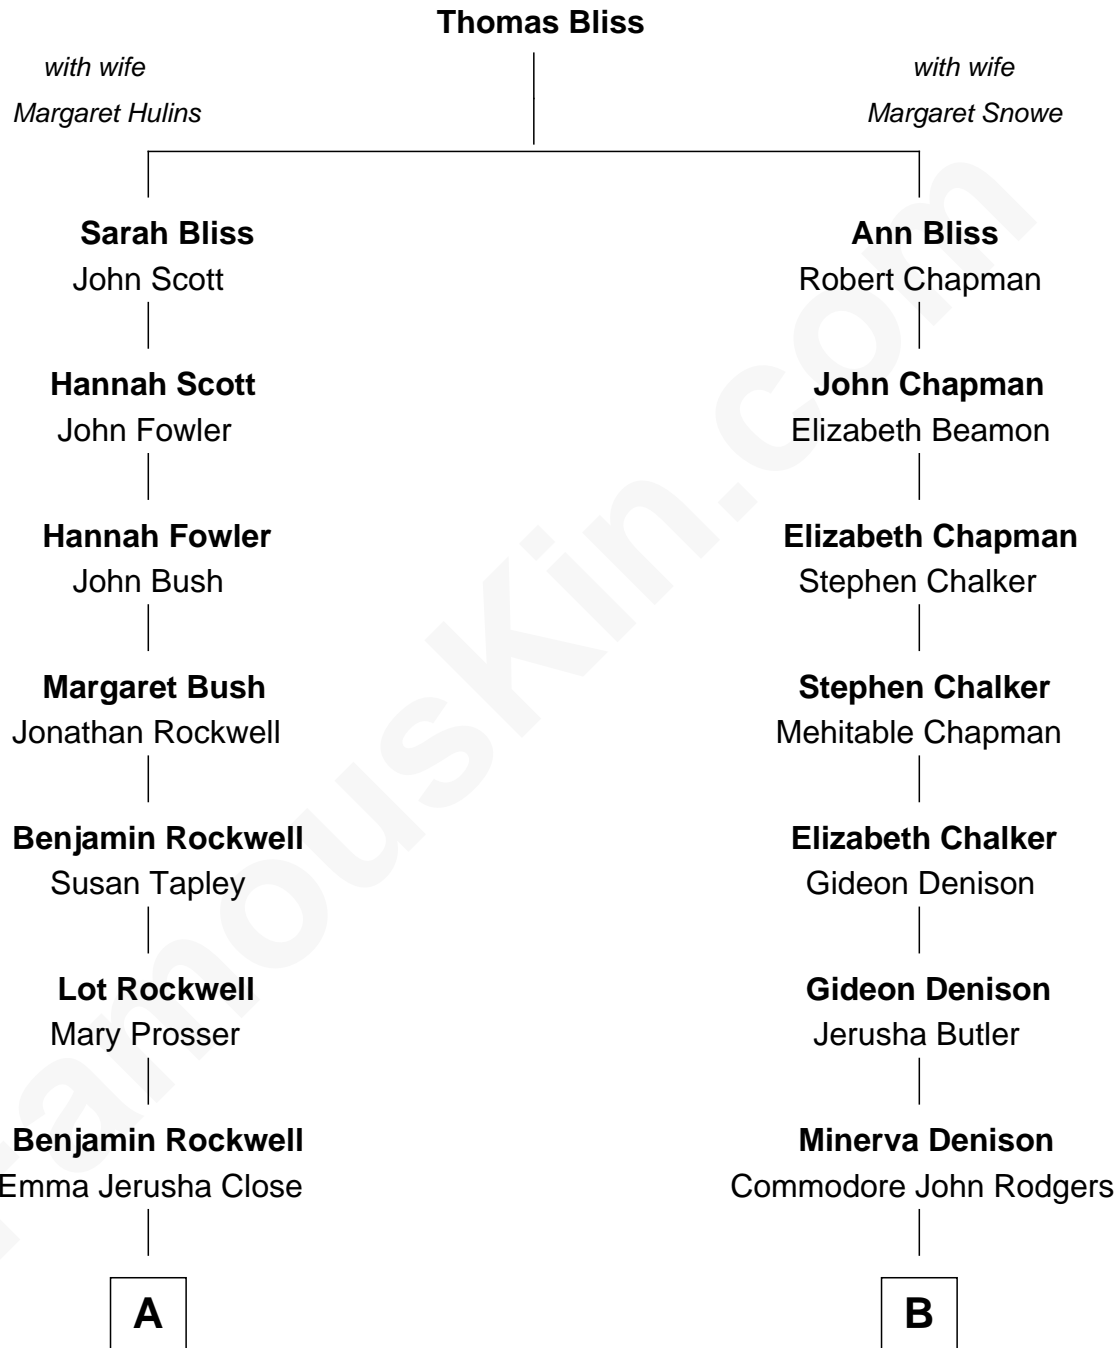 Thomas Bliss
with wife
Margaret Hulins
with wife
Margaret Snowe
Sarah Bliss
John Scott
Ann Bliss
Robert Chapman
Hannah Scott
John Fowler
John Chapman
Elizabeth Beamon
Hannah Fowler
John Bush
Elizabeth Chapman
Stephen Chalker
Margaret Bush
Jonathan Rockwell
Stephen Chalker
Mehitable Chapman
Benjamin Rockwell
Susan Tapley
Elizabeth Chalker
Gideon Denison
Lot Rockwell
Mary Prosser
Gideon Denison
Jerusha Butler
Benjamin Rockwell
Emma Jerusha Close
Minerva Denison
Commodore John Rodgers
A
B
FamousKin.com